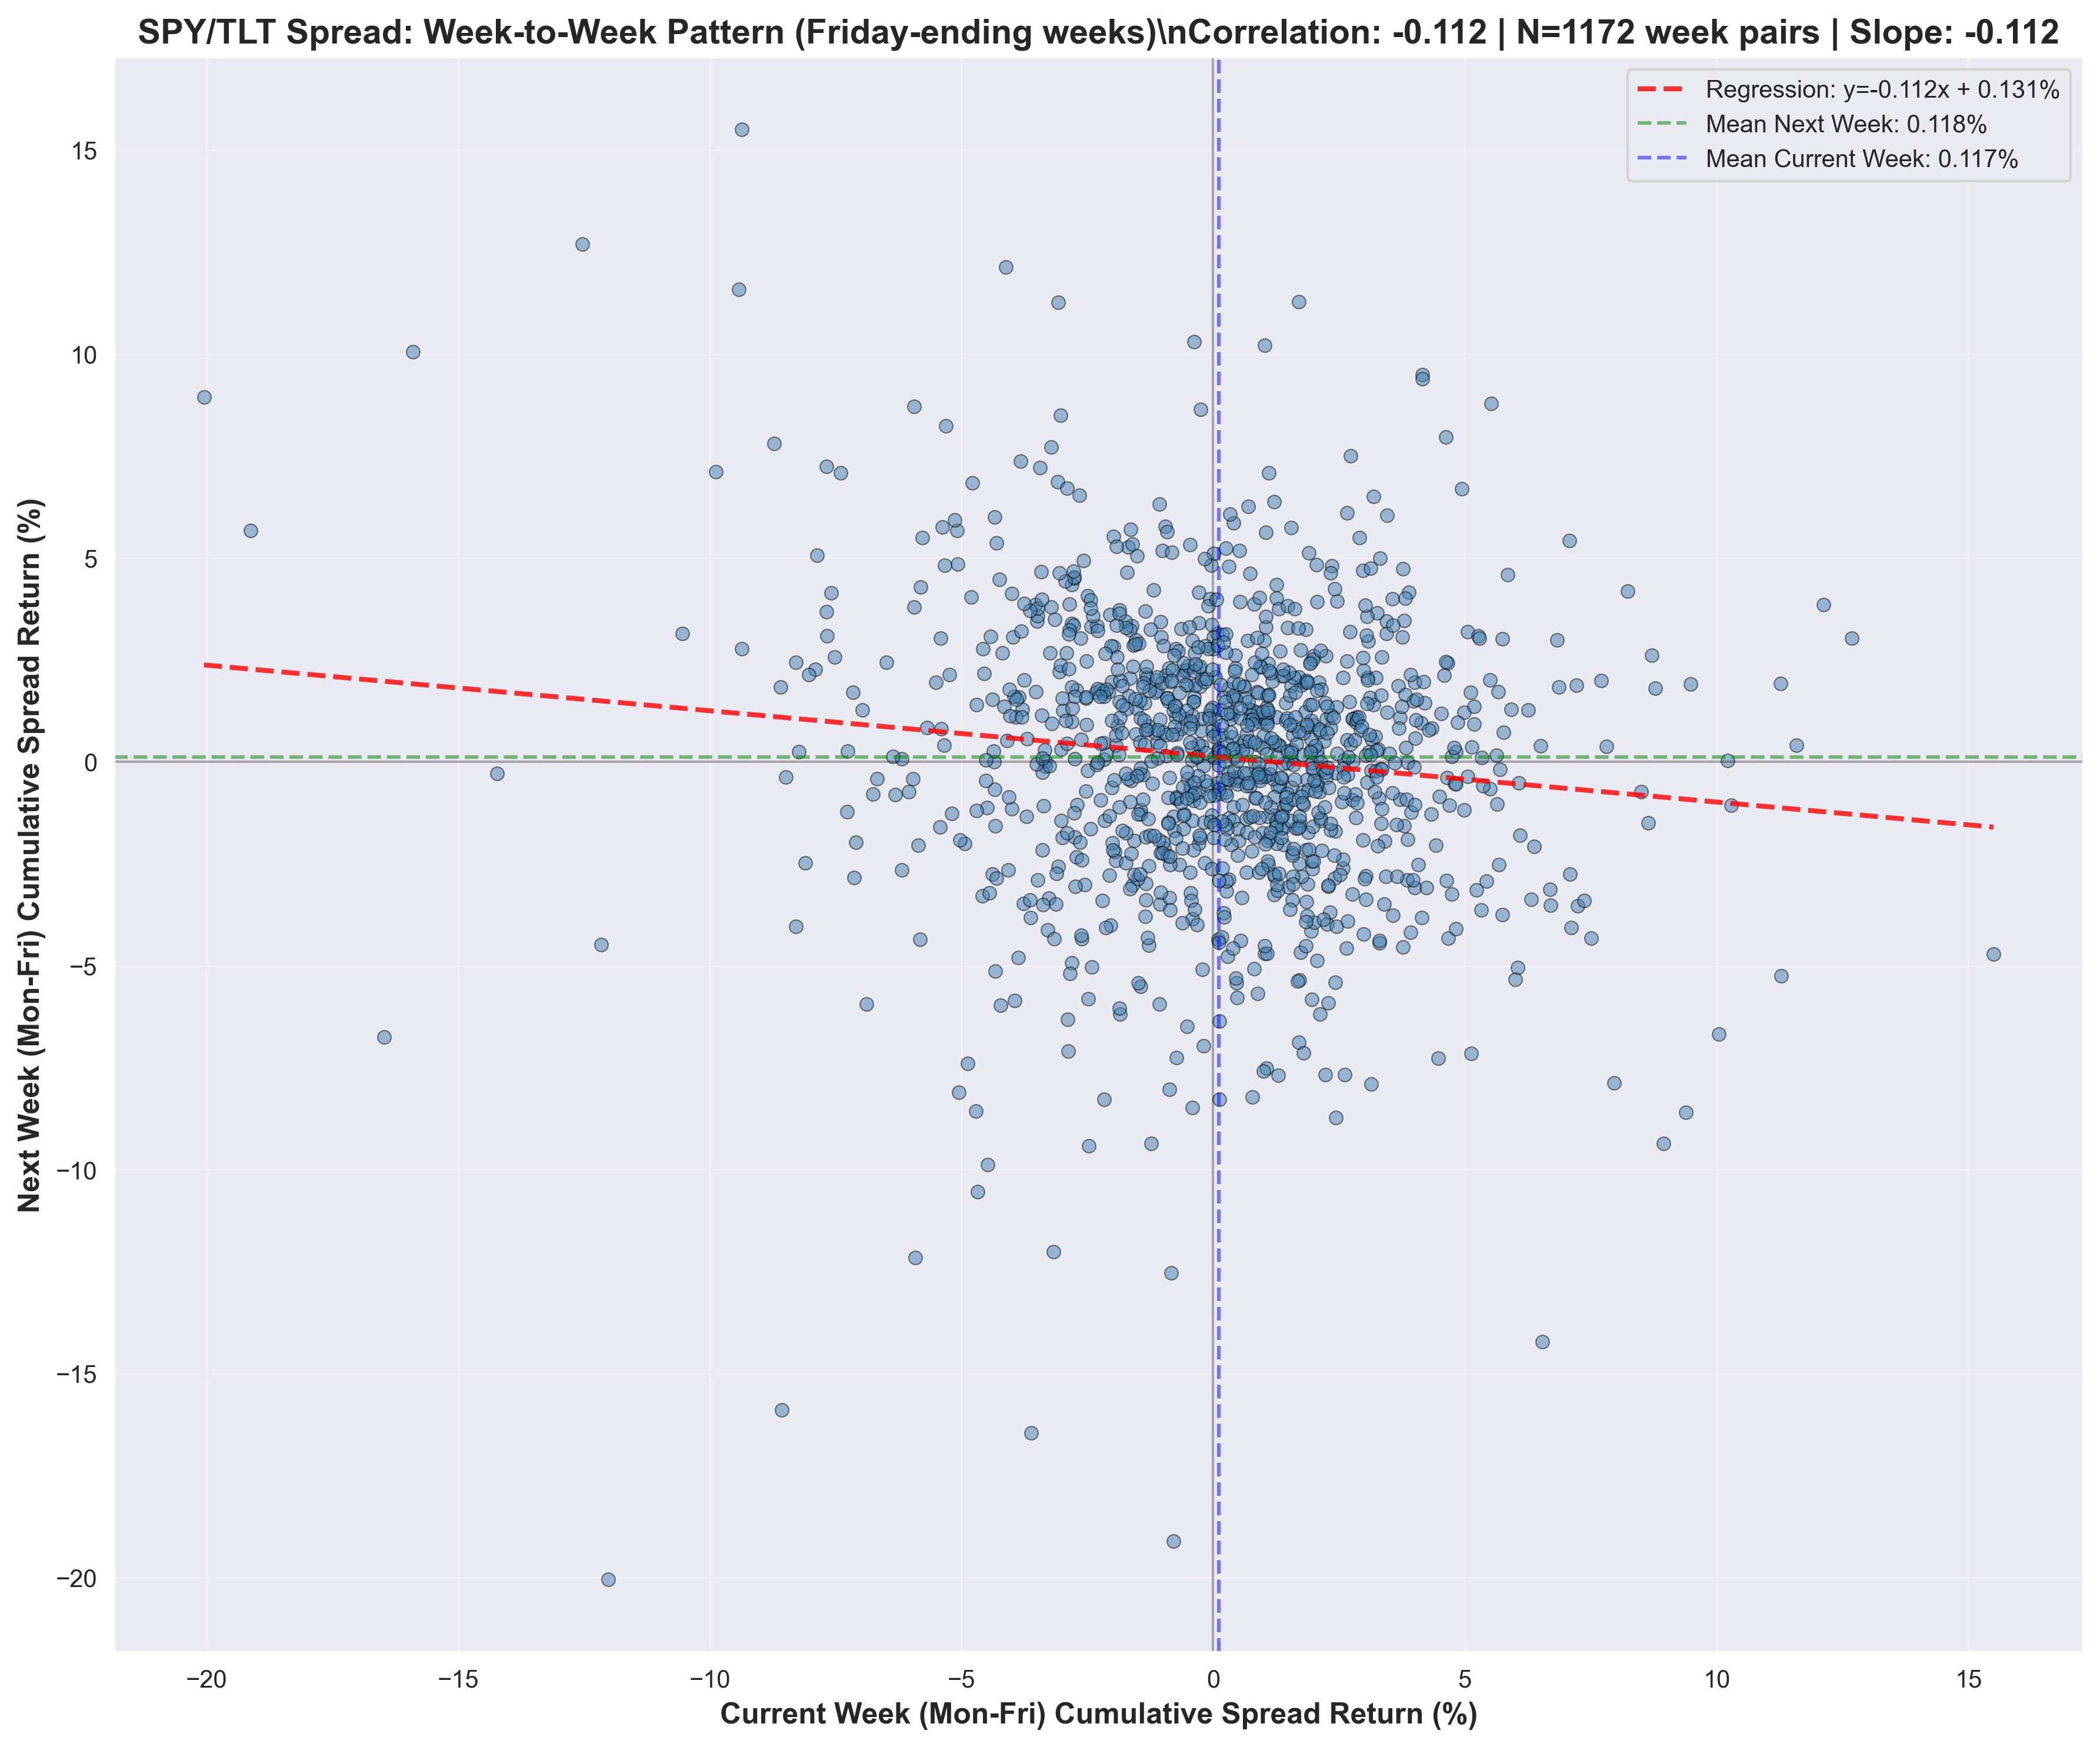 SPY/TLT Spread: Week-to-Week Pattern (Friday-ending weeks)\nCorrelation: -0.112 | N=1172 week pairs | Slope: -0.112
Regression: y=-0.112x + 0.131%
Mean Next Week: 0.118%
Mean Current Week: 0.117%
Next Week (Mon-Fri) Cumulative Spread Return (%)
15
10
5
0
−5
−10
−15
−20
−20 −15 −10 −5 0 5 10 15
Current Week (Mon-Fri) Cumulative Spread Return (%)